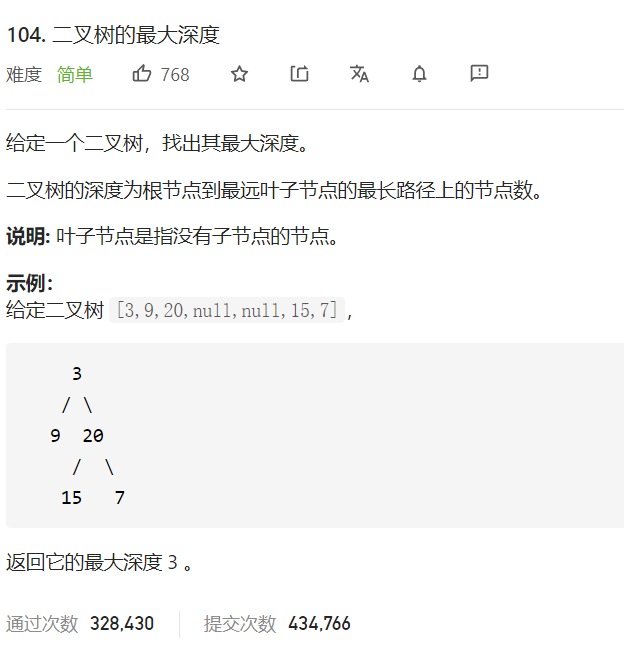 104. 二叉树的最大深度
难度 简单 768
给定一个二叉树，找出其最大深度。
二叉树的深度为根节点到最远叶子节点的最长路径上的节点数。
说明: 叶子节点是指没有子节点的节点。
示例：
给定二叉树 [3,9,20,null,null,15,7]，
3
/ \
9 20
/ \
15 7
返回它的最大深度 3 。
通过次数 328,430 提交次数 434,766